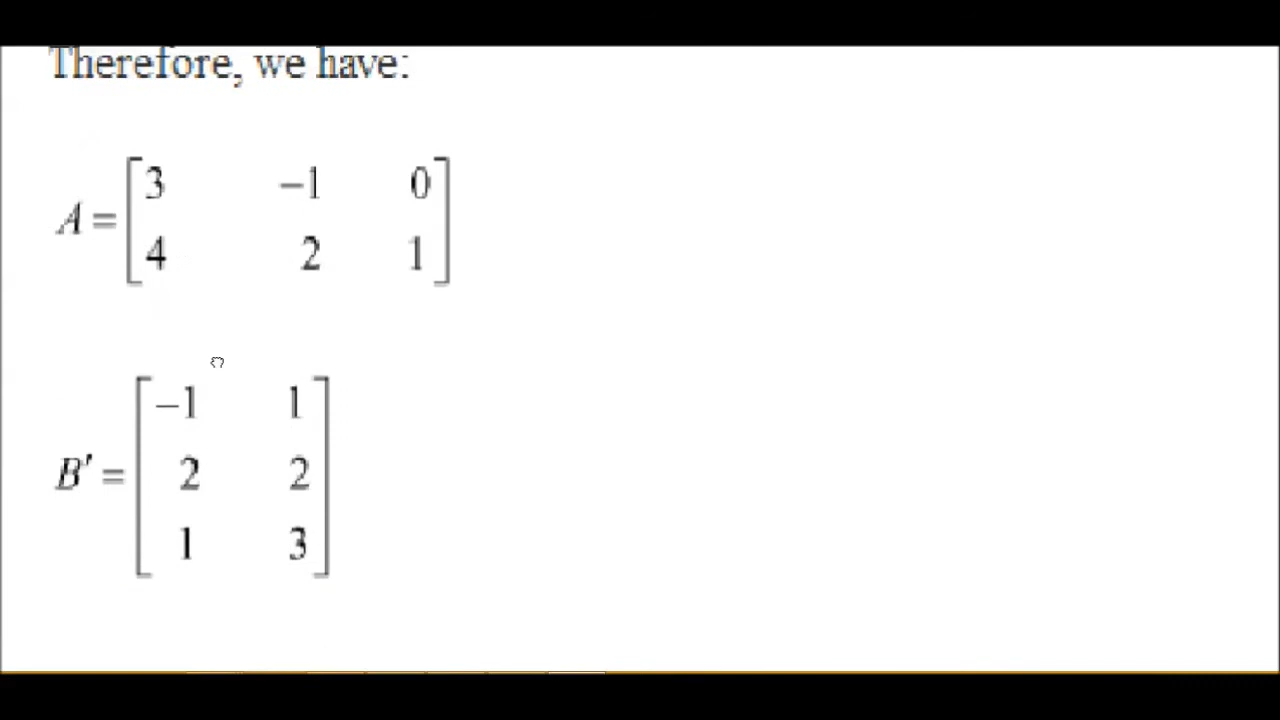 Therefore, we have:
A = [3 −1 0
4 2 1]
B′ = [−1 1
2 2
1 3]